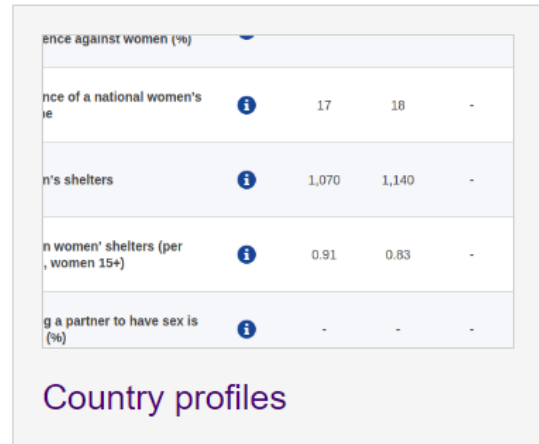 ence against women (%)
nce of a national women's
ne 17 18 -
n's shelters 1,070 1,140 -
n women' shelters (per
, women 15+) 0.91 0.83 -
g a partner to have sex is
(%) - - -
Country profiles